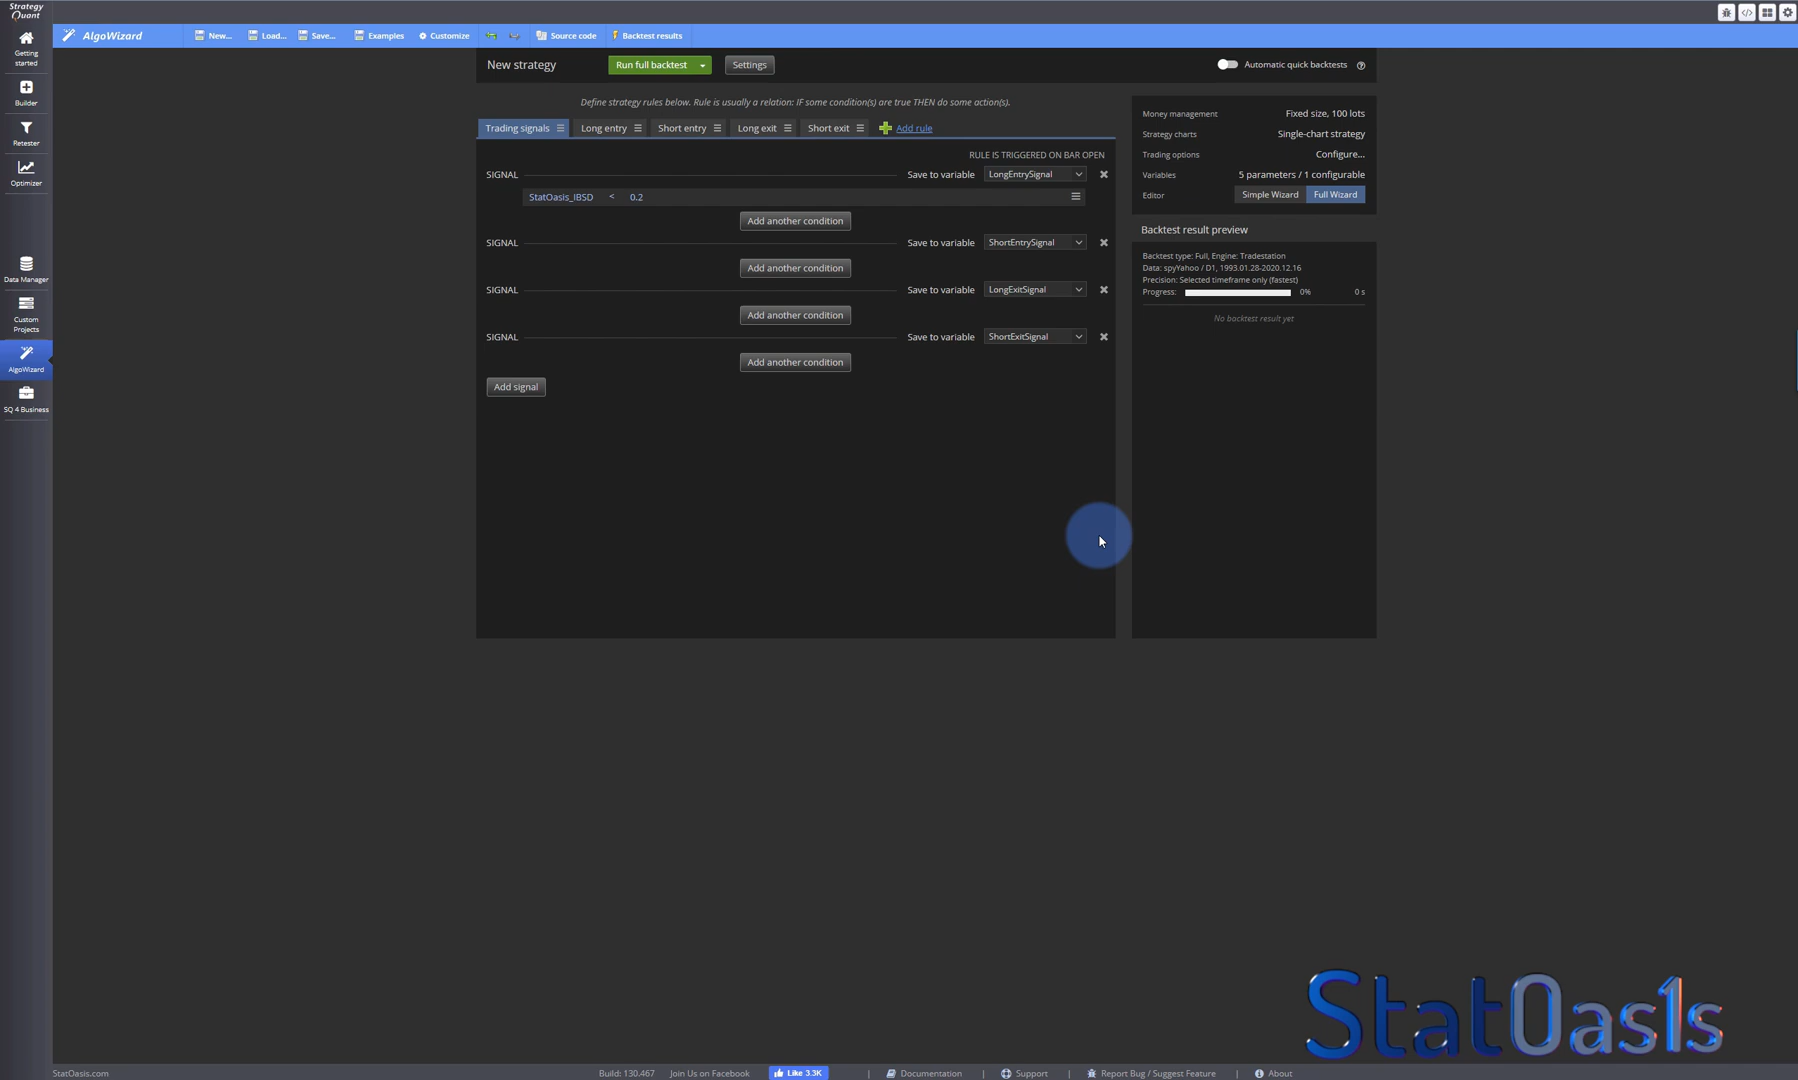 Strategy
Quant
AlgoWizard
New...
Load...
Save...
Examples
Customize
Source code
Backtest results
Getting
started
Builder
Retester
Optimizer
Data Manager
Custom
Projects
AlgoWizard
SQ 4 Business
New strategy
Run full backtest
Settings
Automatic quick backtests
Define strategy rules below. Rule is usually a relation: IF some condition(s) are true THEN do some action(s).
Trading signals
Long entry
Short entry
Long exit
Short exit
Add rule
RULE IS TRIGGERED ON BAR OPEN
SIGNAL Save to variable LongEntrySignal
StatOasis_IBSD < 0.2
Add another condition
SIGNAL Save to variable ShortEntrySignal
Add another condition
SIGNAL Save to variable LongExitSignal
Add another condition
SIGNAL Save to variable ShortExitSignal
Add another condition
Add signal
Money management Fixed size, 100 lots
Strategy charts Single-chart strategy
Trading options Configure...
Variables 5 parameters / 1 configurable
Editor Simple Wizard Full Wizard
Backtest result preview
Backtest type: Full, Engine: Tradestation
Data: spyYahoo / D1, 1993.01.28-2020.12.16
Precision: Selected timeframe only (fastest)
Progress: 0% 0 s
No backtest result yet
StatOas1s
StatOasis.com
Build: 130.467
Join Us on Facebook
Like 3.3K
|
Documentation
|
Support
|
Report Bug / Suggest Feature
|
About